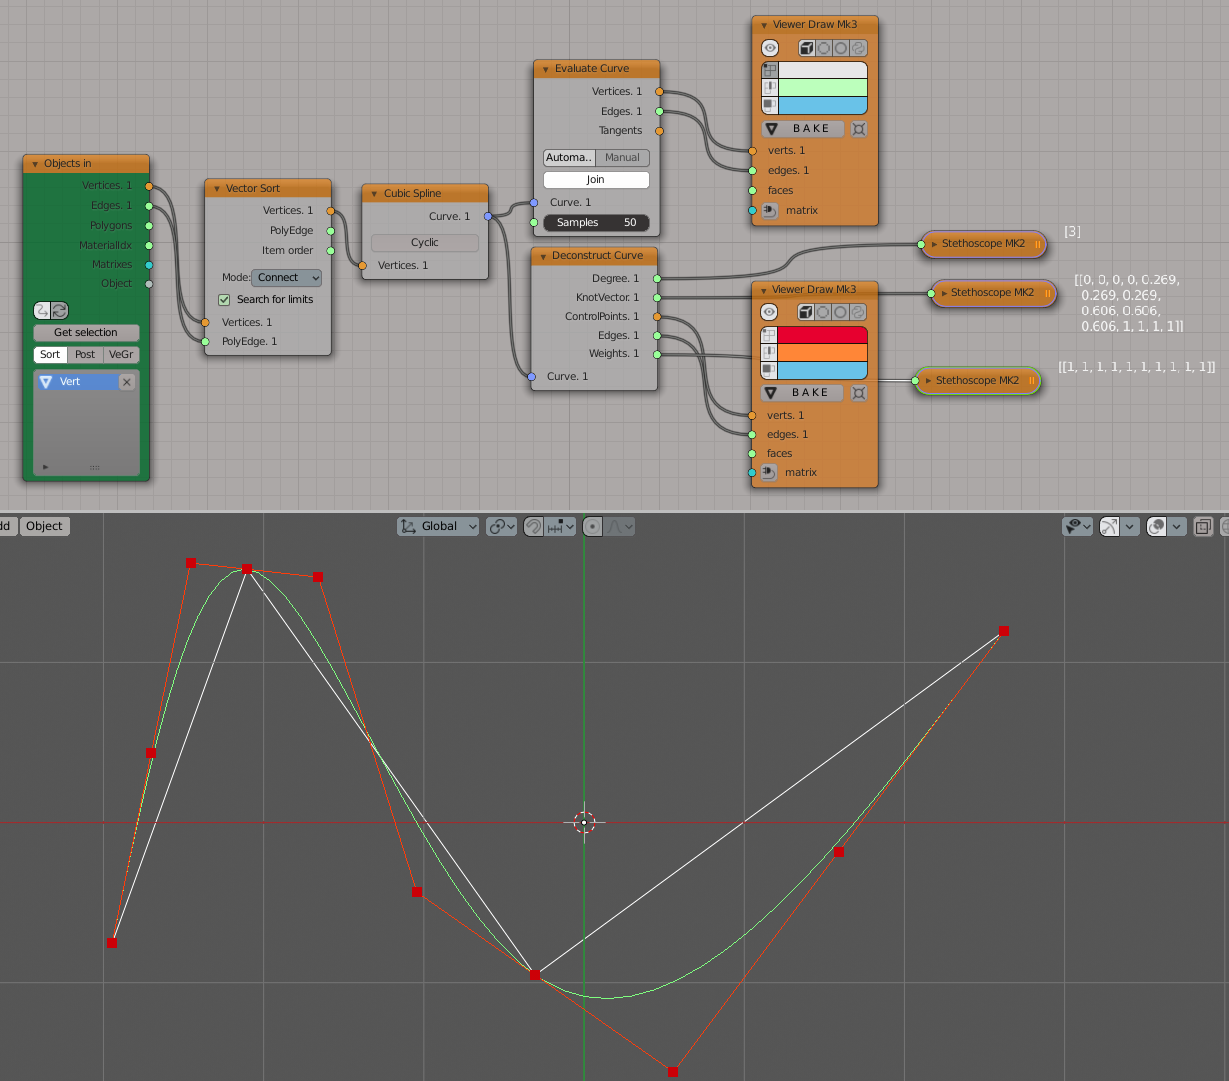 Objects in
Vertices. 1
Edges. 1
Polygons
MaterialIdx
Matrixes
Object
Get selection
Sort
Post
VeGr
Vert
Vector Sort
Vertices. 1
PolyEdge
Item order
Mode:
Connect
Search for limits
Vertices. 1
PolyEdge. 1
Cubic Spline
Curve. 1
Cyclic
Vertices. 1
Evaluate Curve
Vertices. 1
Edges. 1
Tangents
Automa..
Manual
Join
Curve. 1
Samples 50
Deconstruct Curve
Degree. 1
KnotVector. 1
ControlPoints. 1
Edges. 1
Weights. 1
Curve. 1
Viewer Draw Mk3
BAKE
verts. 1
edges. 1
faces
matrix
Viewer Draw Mk3
BAKE
verts. 1
edges. 1
faces
matrix
Stethoscope MK2
[3]
Stethoscope MK2
[[0, 0, 0, 0, 0.269,
0.269, 0.269,
0.606, 0.606,
0.606, 1, 1, 1, 1]]
Stethoscope MK2
[[1, 1, 1, 1, 1, 1, 1, 1, 1, 1]]
dd
Object
Global